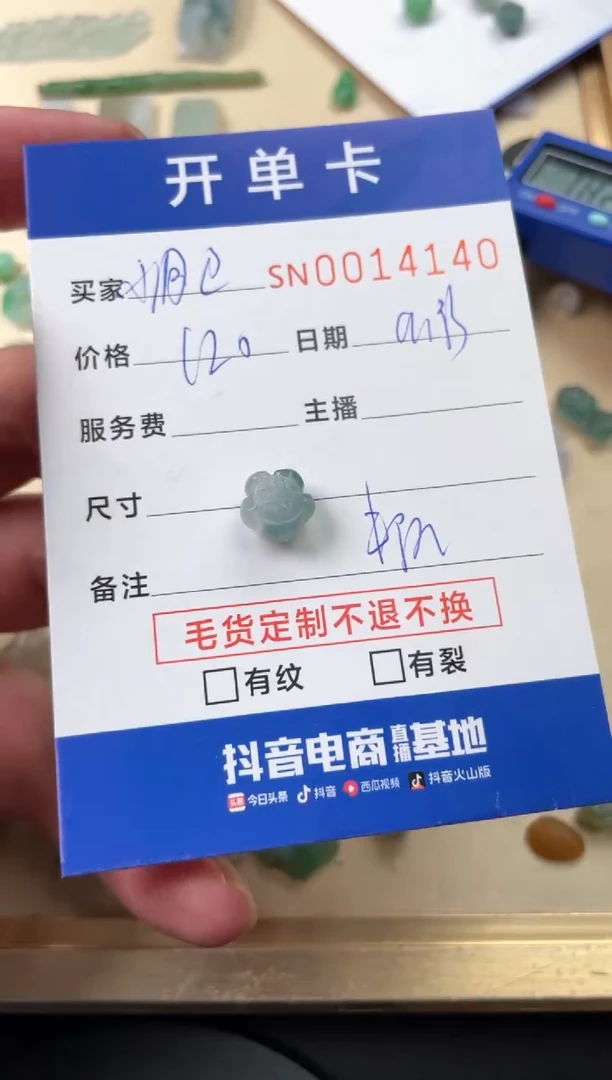 开单卡
买家 SN0014140
价格 120 日期
服务费 主播
尺寸
备注
毛货定制不退不换
□有纹 □有裂
抖音电商直播基地
头条 今日头条 抖音 西瓜视频 抖音火山版